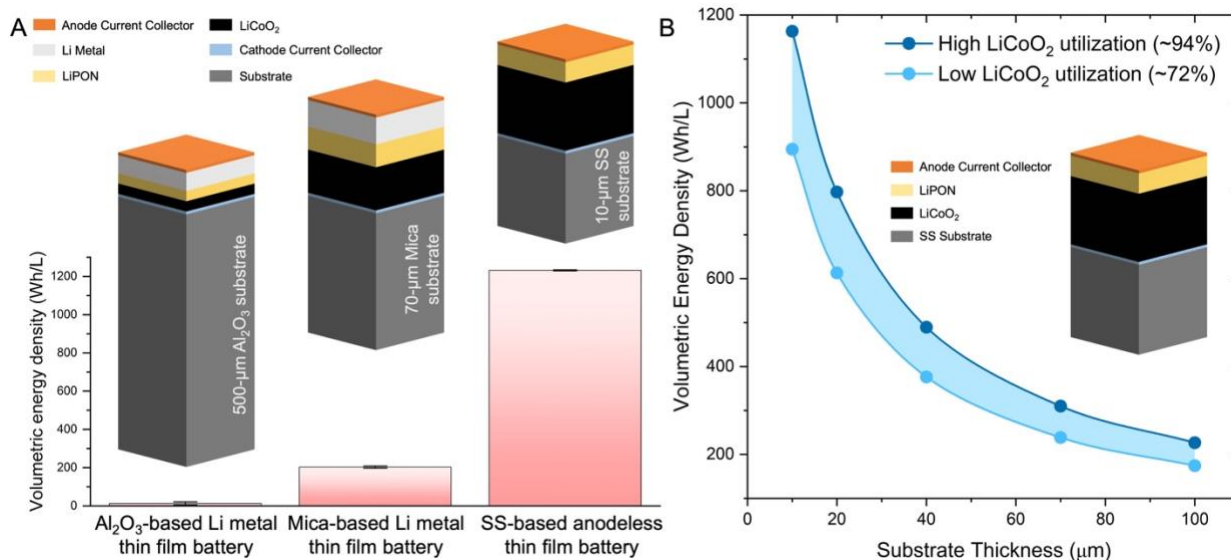 A
Anode Current Collector
Li Metal
LiPON
LiCoO₂
Cathode Current Collector
Substrate
500-μm Al₂O₃ substrate
70-μm Mica
substrate
10-μm SS
substrate
Volumetric energy density (Wh/L)
1200
1000
800
600
400
200
0
Al₂O₃-based Li metal
thin film battery
Mica-based Li metal
thin film battery
SS-based anodeless
thin film battery
B
High LiCoO₂ utilization (~94%)
Low LiCoO₂ utilization (~72%)
Anode Current Collector
LiPON
LiCoO₂
SS Substrate
Volumetric Energy Density (Wh/L)
1200
1000
800
600
400
200
20
40
60
80
100
Substrate Thickness (μm)